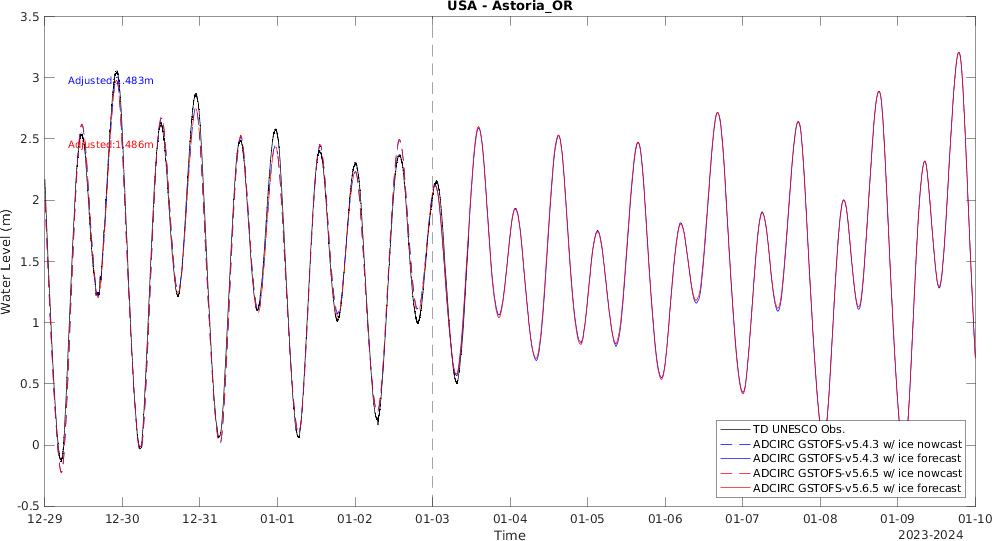 USA - Astoria_OR
3.5
3
2.5
2
1.5
1
0.5
0
-0.5
Water Level (m)
Adjusted:1.483m
Adjusted:1.486m
TD UNESCO Obs.
ADCIRC GSTOFS-v5.4.3 w/ ice nowcast
ADCIRC GSTOFS-v5.4.3 w/ ice forecast
ADCIRC GSTOFS-v5.6.5 w/ ice nowcast
ADCIRC GSTOFS-v5.6.5 w/ ice forecast
12-29 12-30 12-31 01-01 01-02 01-03 01-04 01-05 01-06 01-07 01-08 01-09 01-10
Time
2023-2024